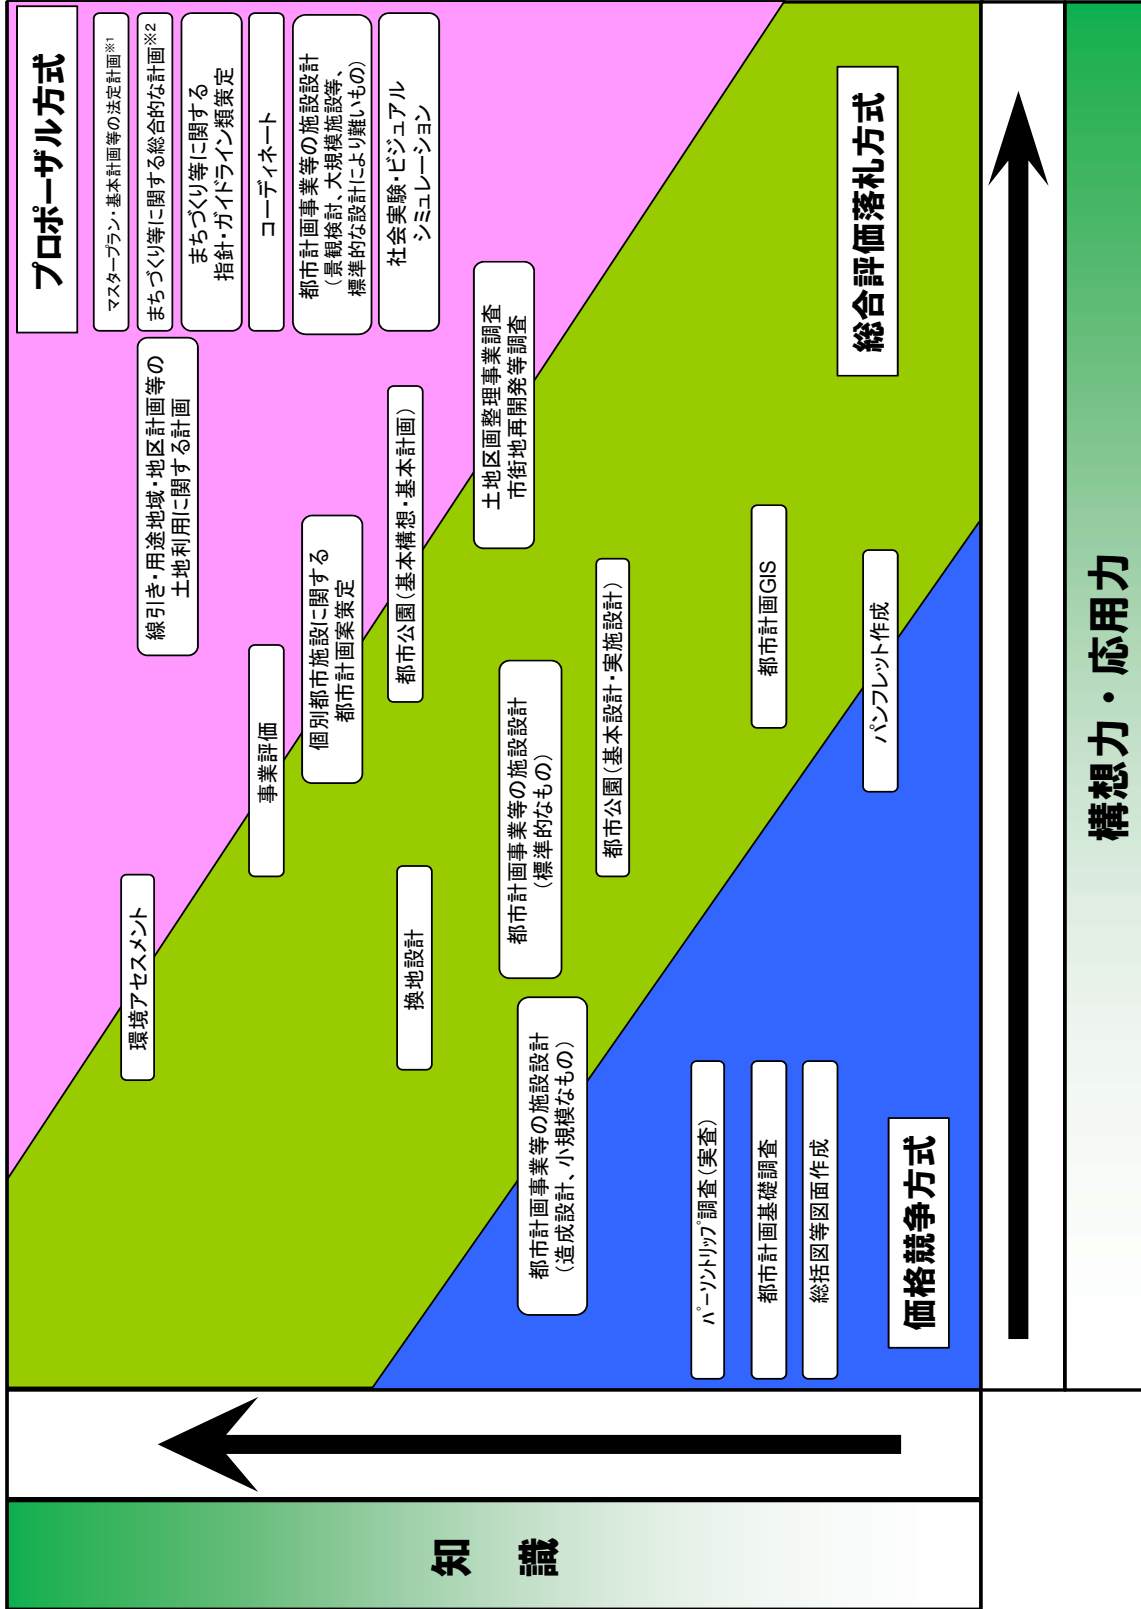 プロポーザル方式
マスタープラン・基本計画等の法定計画※1
まちづくり等に関する総合的な計画※2
まちづくり等に関する
指針・ガイドライン類策定
コーディネート
都市計画事業等の施設設計
（景観検討、大規模施設等、
標準的な設計により難いもの）
社会実験・ビジュアル
シミュレーション
線引き・用途地域・地区計画等の
土地利用に関する計画
個別都市施設に関する
都市計画案策定
都市公園（基本構想・基本計画）
土地区画整理事業調査
市街地再開発等調査
事業評価
環境アセスメント
換地設計
都市計画事業等の施設設計
（標準的なもの）
都市公園（基本設計・実施設計）
都市計画GIS
総合評価落札方式
都市計画事業等の施設設計
（造成設計、小規模なもの）
パンフレット作成
パーソントリップ調査（実査）
都市計画基礎調査
総括図等図面作成
価格競争方式
知 識
構想力・応用力